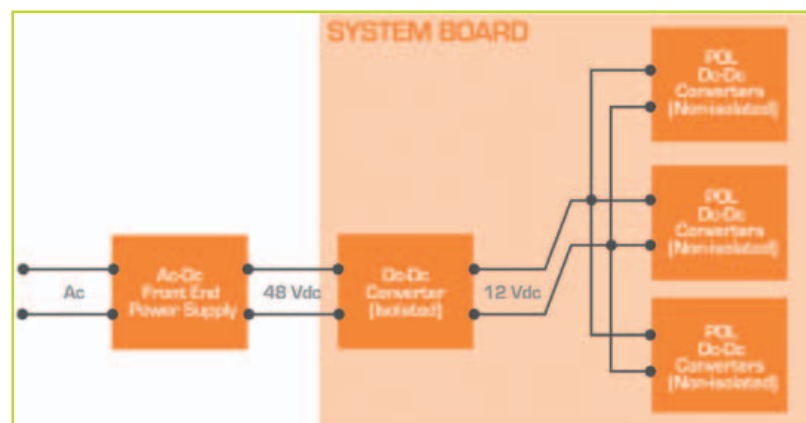 SYSTEM BOARD
POL
Dc-Dc
Converters
(Non-isolated)
Ac
Ac-Dc
Front End
Power Supply
48 Vdc
Dc-Dc
Converter
(Isolated)
12 Vdc
POL
Dc-Dc
Converters
(Non-isolated)
POL
Dc-Dc
Converters
(Non-isolated)